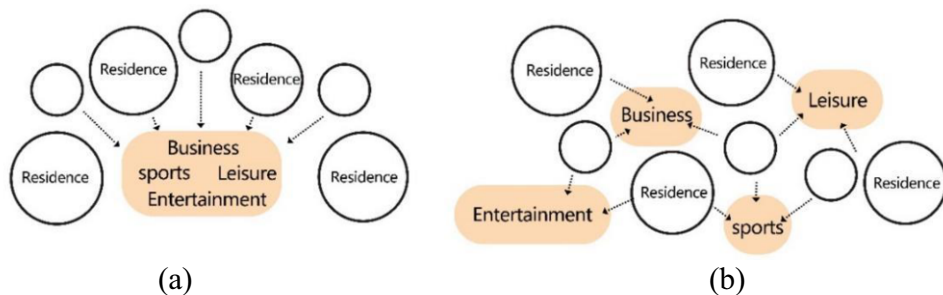 Residence
Residence
Residence
Residence
Business
sports Leisure
Entertainment
(a)
Residence
Residence
Business
Leisure
Residence
Residence
Entertainment
sports
(b)